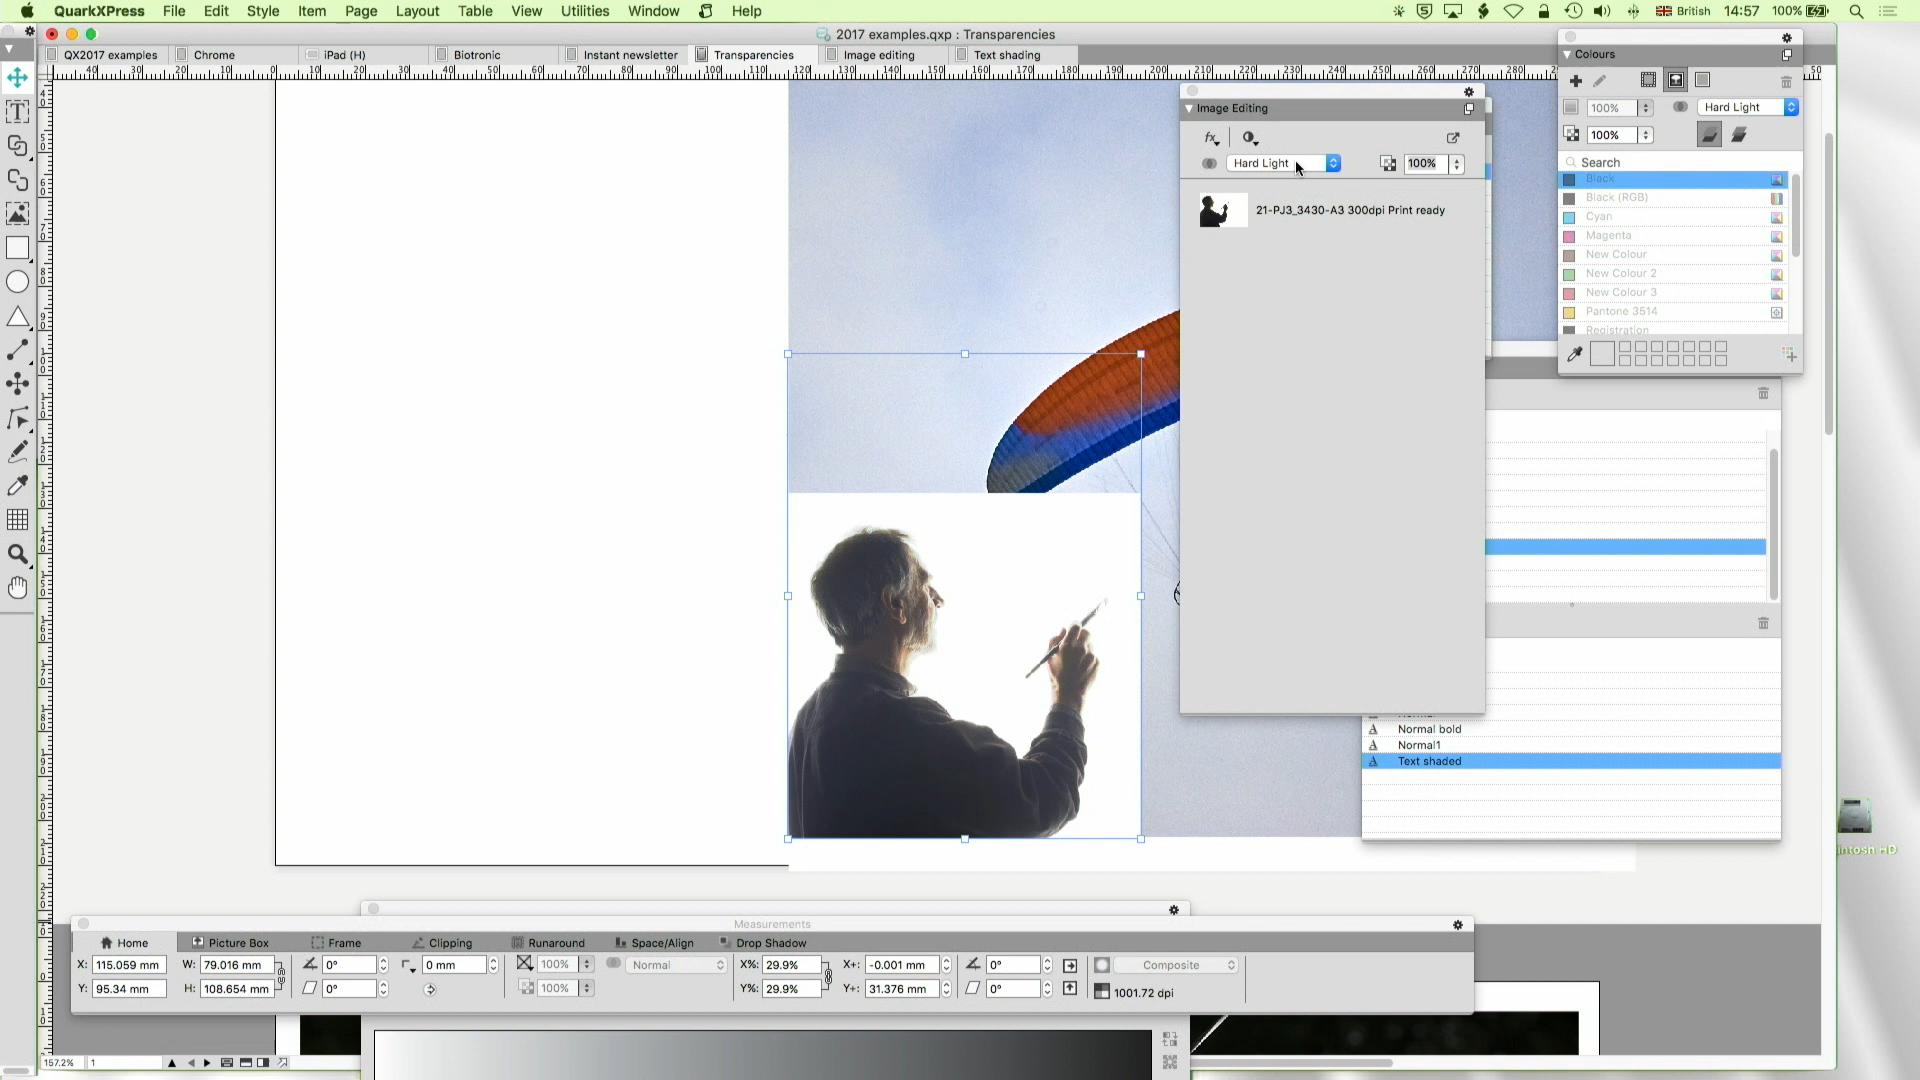 QuarkXPress File Edit Style Item Page Layout Table View Utilities Window Help British 14:57 100%
2017 examples.qxp : Transparencies
QX2017 examples Chrome iPad (H) Biotronic Instant newsletter Transparencies Image editing Text shading
Colours
100% Hard Light
100%
Search
Black
Black (RGB)
Cyan
Magenta
New Colour
New Colour 2
New Colour 3
Pantone 3514
Registration
Image Editing
fx
Hard Light 100%
21-PJ3_3430-A3 300dpi Print ready
Normal bold
Normal1
Text shaded
intosh HD
Measurements
Home Picture Box Frame Clipping Runaround Space/Align Drop Shadow
X: 115.059 mm W: 79.016 mm 0° 0 mm 100% Normal X%: 29.9% X+: -0.001 mm 0° Composite
Y: 95.34 mm H: 108.654 mm 0° 100% Y%: 29.9% Y+: 31.376 mm 0° 1001.72 dpi
157.2% 1